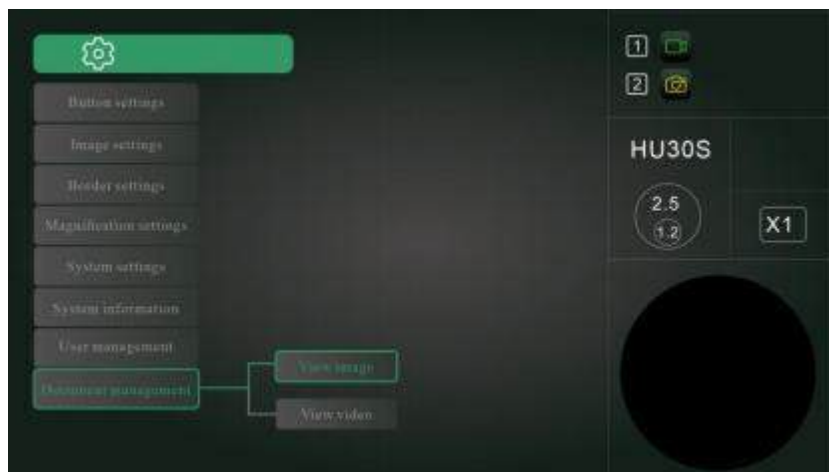 Button settings
Image settings
Border settings
Magnification settings
System settings
System information
User management
Document management
View image
View video
1
2
HU30S
2.5
1.2
X1